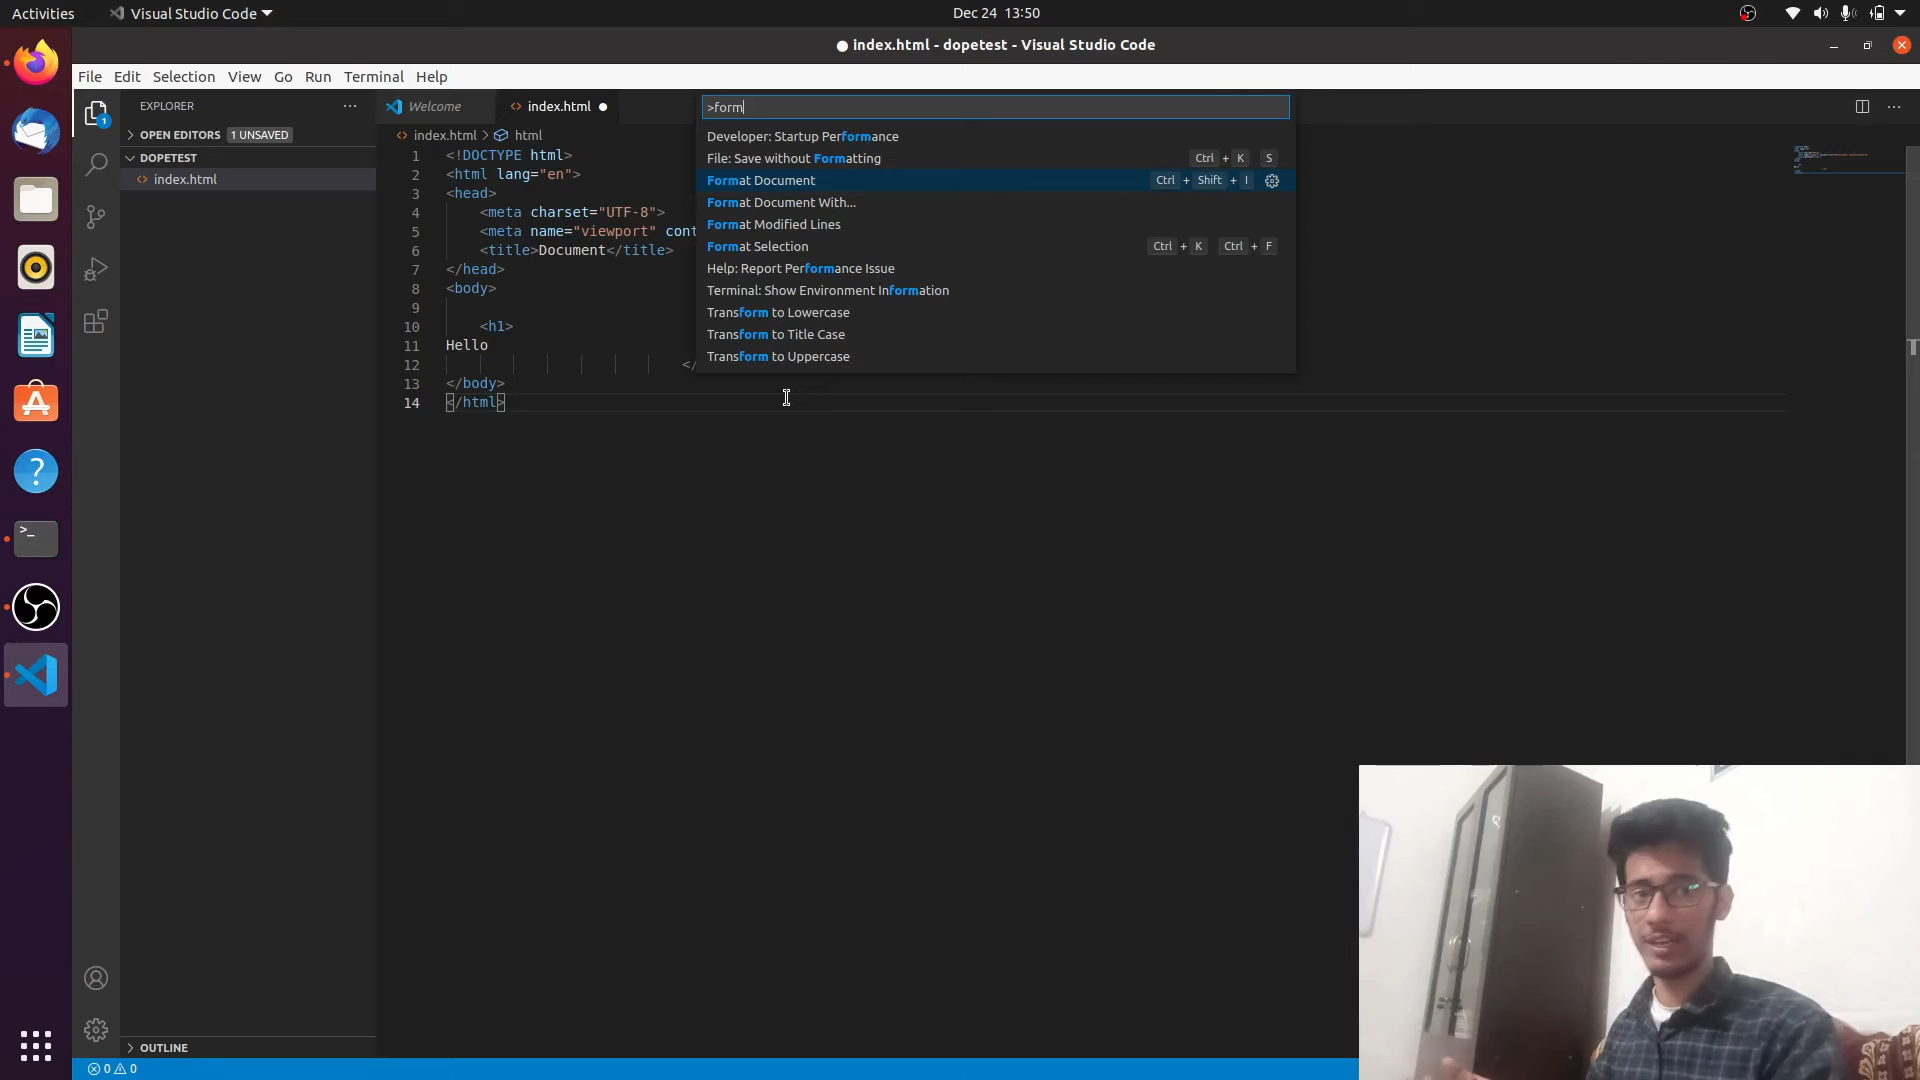 Activities
Visual Studio Code
Dec 24 13:50
● index.html - dopetest - Visual Studio Code
File Edit Selection View Go Run Terminal Help
EXPLORER
OPEN EDITORS 1 UNSAVED
DOPETEST
index.html
OUTLINE
1
Welcome
index.html ●
index.html > html
1 <!DOCTYPE html>
2 <html lang="en">
3 <head>
4 <meta charset="UTF-8">
5 <meta name="viewport" cont
6 <title>Document</title>
7 </head>
8 <body>
9
10 <h1>
11 Hello
12 </
13 </body>
14 </html>
>form
Developer: Startup Performance
File: Save without Formatting Ctrl + K S
Format Document Ctrl + Shift + I
Format Document With...
Format Modified Lines
Format Selection Ctrl + K Ctrl + F
Help: Report Performance Issue
Terminal: Show Environment Information
Transform to Lowercase
Transform to Title Case
Transform to Uppercase
0 0